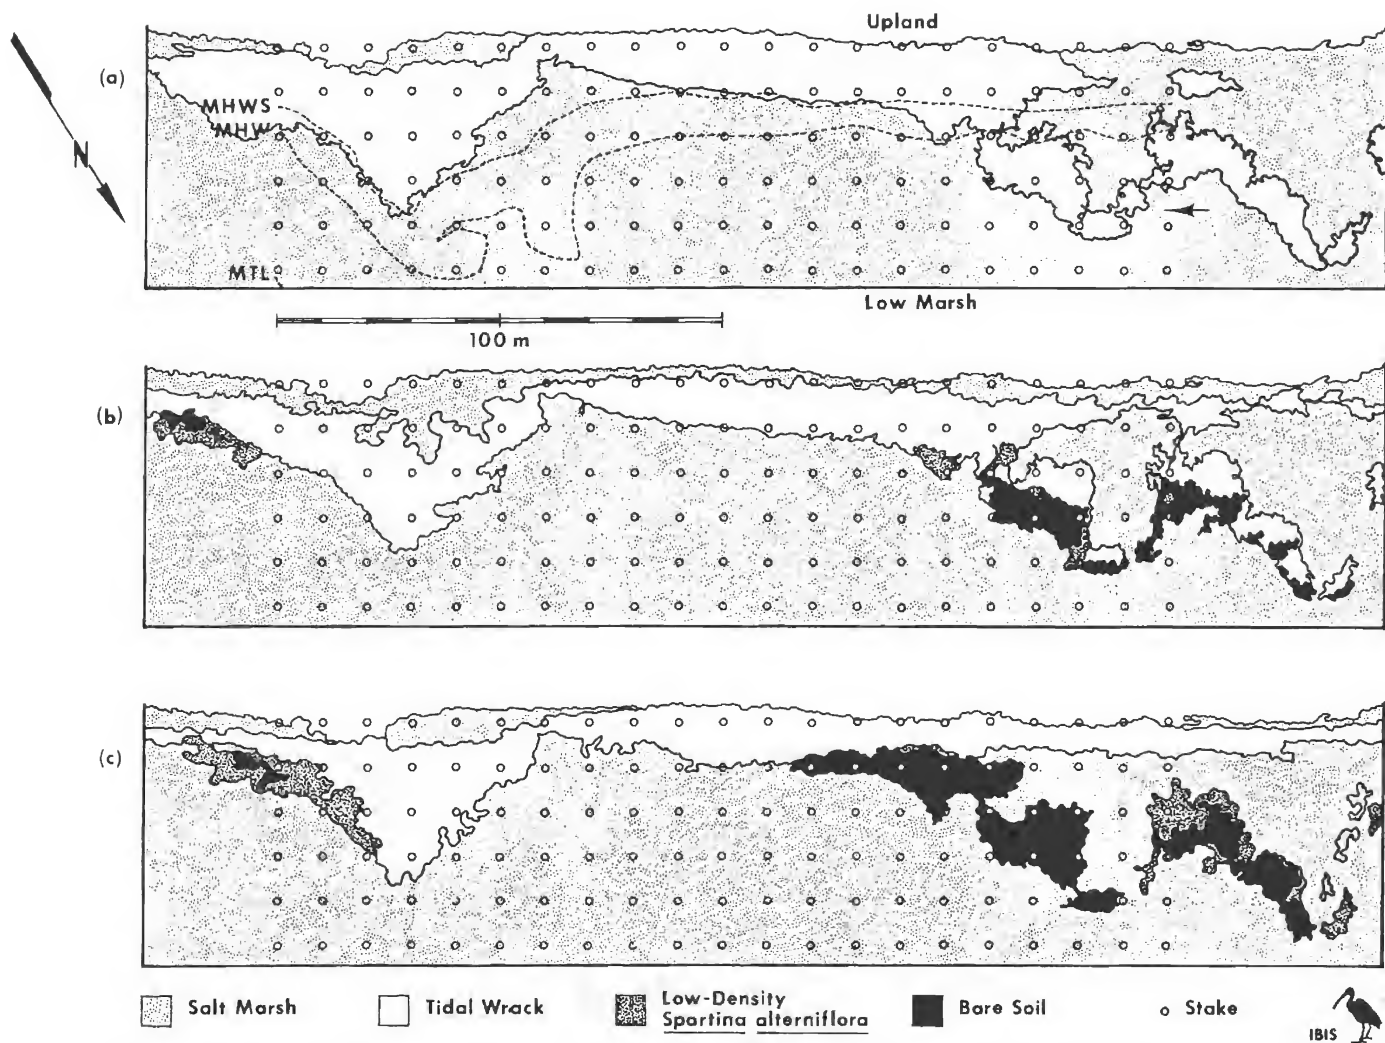 Upland
(a)
MHWS
MHW
N
MTL
Low Marsh
100 m
(b)
(c)
Salt Marsh
Tidal Wrack
Low-Density
Spartina alterniflora
Bare Soil
Stake
IBIS